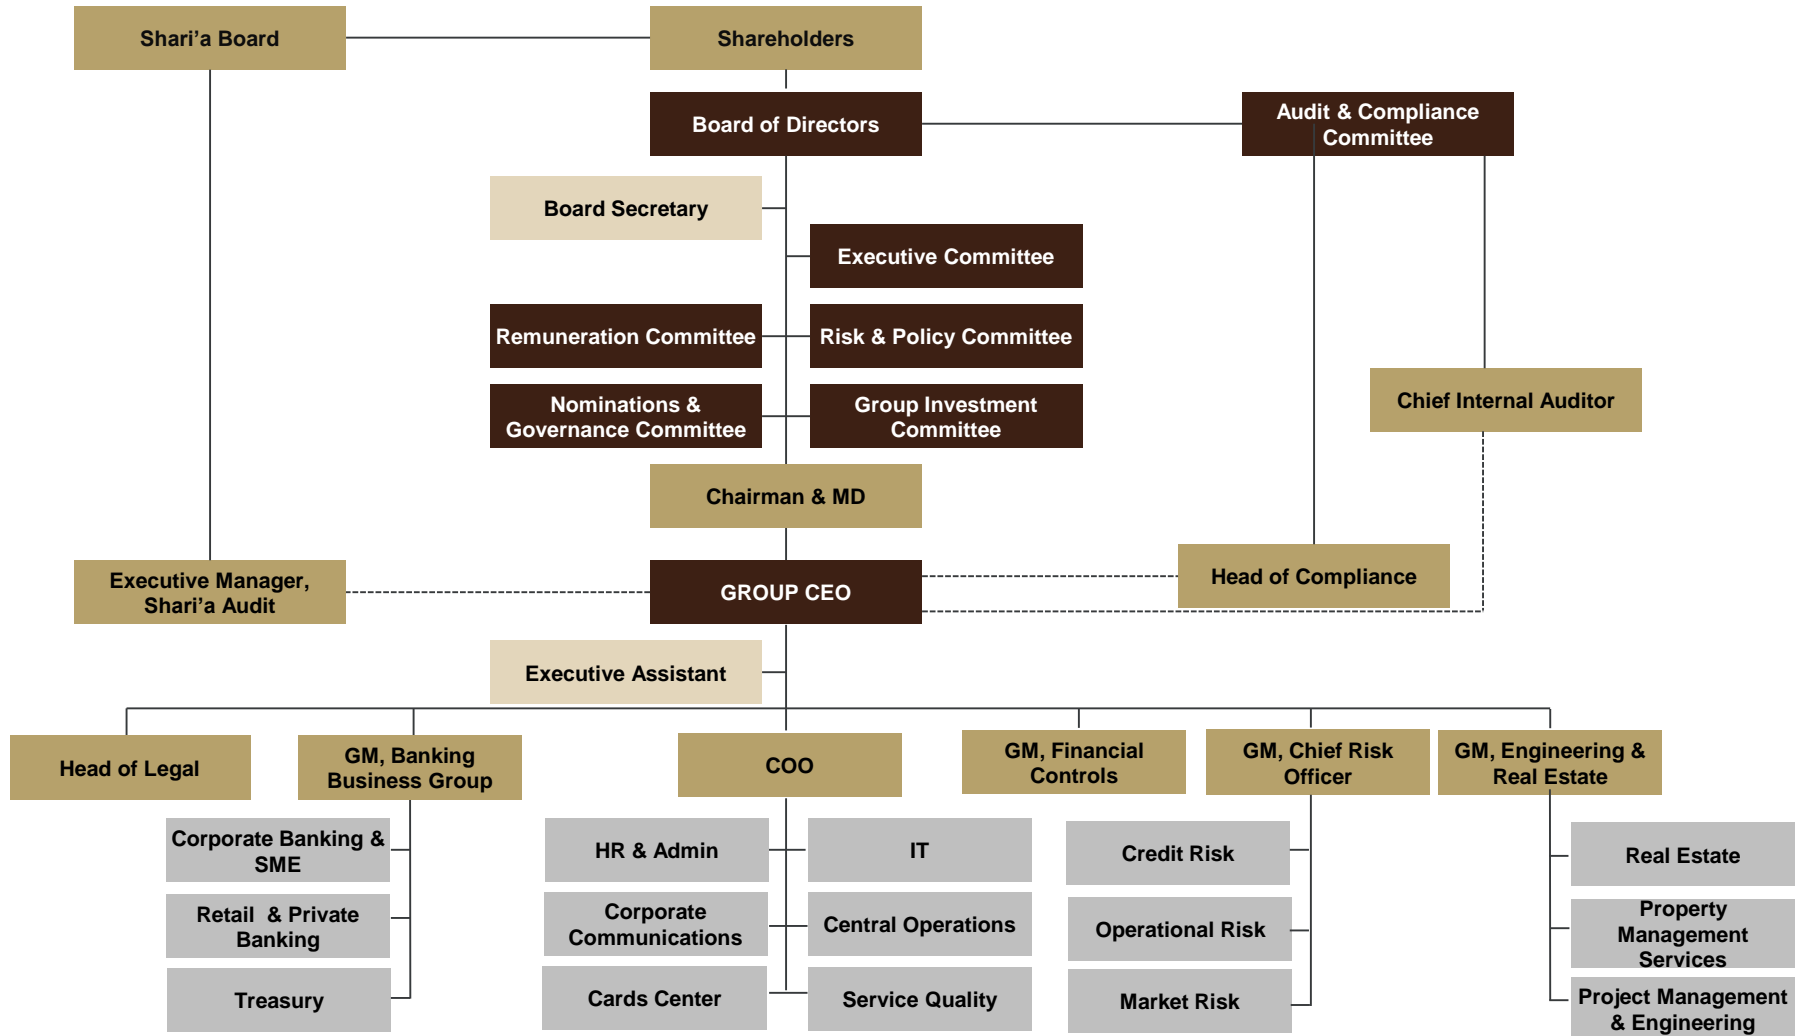 Shari’a Board
Shareholders
Board of Directors
Audit & Compliance
Committee
Board Secretary
Executive Committee
Remuneration Committee
Risk & Policy Committee
Nominations &
Governance Committee
Group Investment
Committee
Chief Internal Auditor
Chairman & MD
Executive Manager,
Shari’a Audit
GROUP CEO
Head of Compliance
Executive Assistant
Head of Legal
GM, Banking
Business Group
COO
GM, Financial
Controls
GM, Chief Risk
Officer
GM, Engineering &
Real Estate
Corporate Banking &
SME
Retail & Private
Banking
Treasury
HR & Admin
IT
Corporate
Communications
Central Operations
Cards Center
Service Quality
Credit Risk
Operational Risk
Market Risk
Real Estate
Property
Management
Services
Project Management
& Engineering